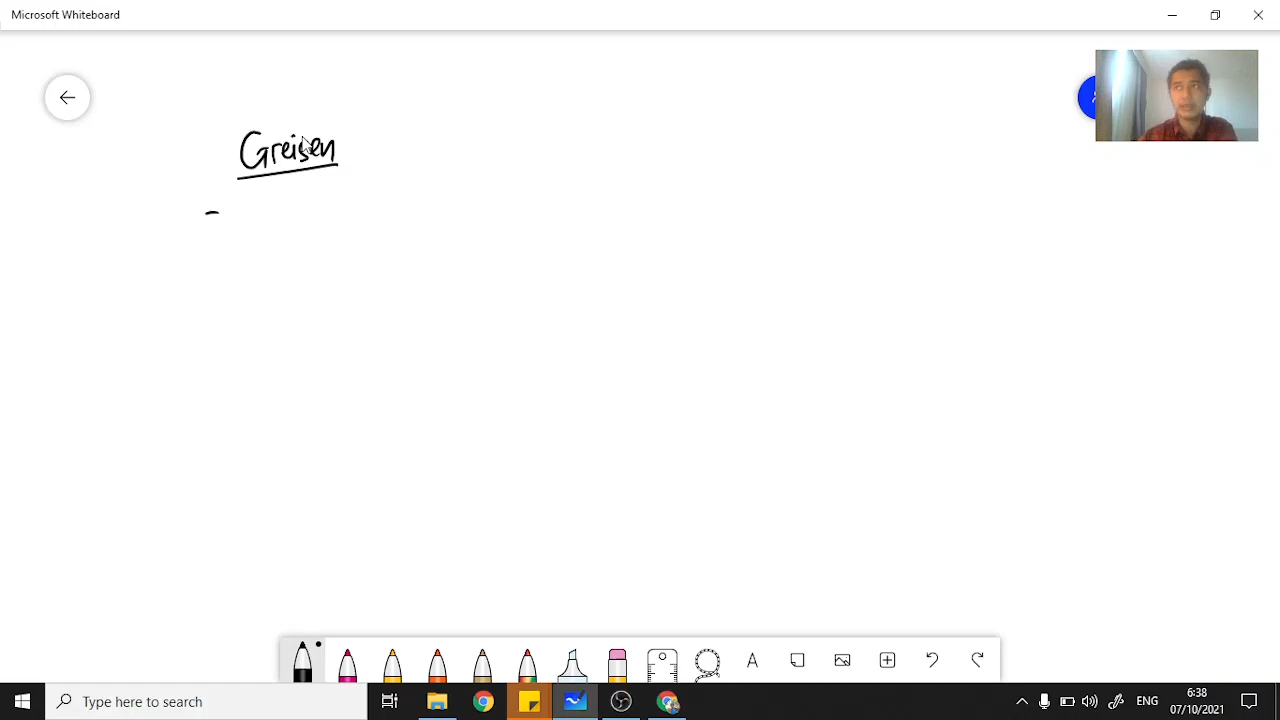 Microsoft Whiteboard
Greisen
-
A
Type here to search
ENG
6:38
07/10/2021